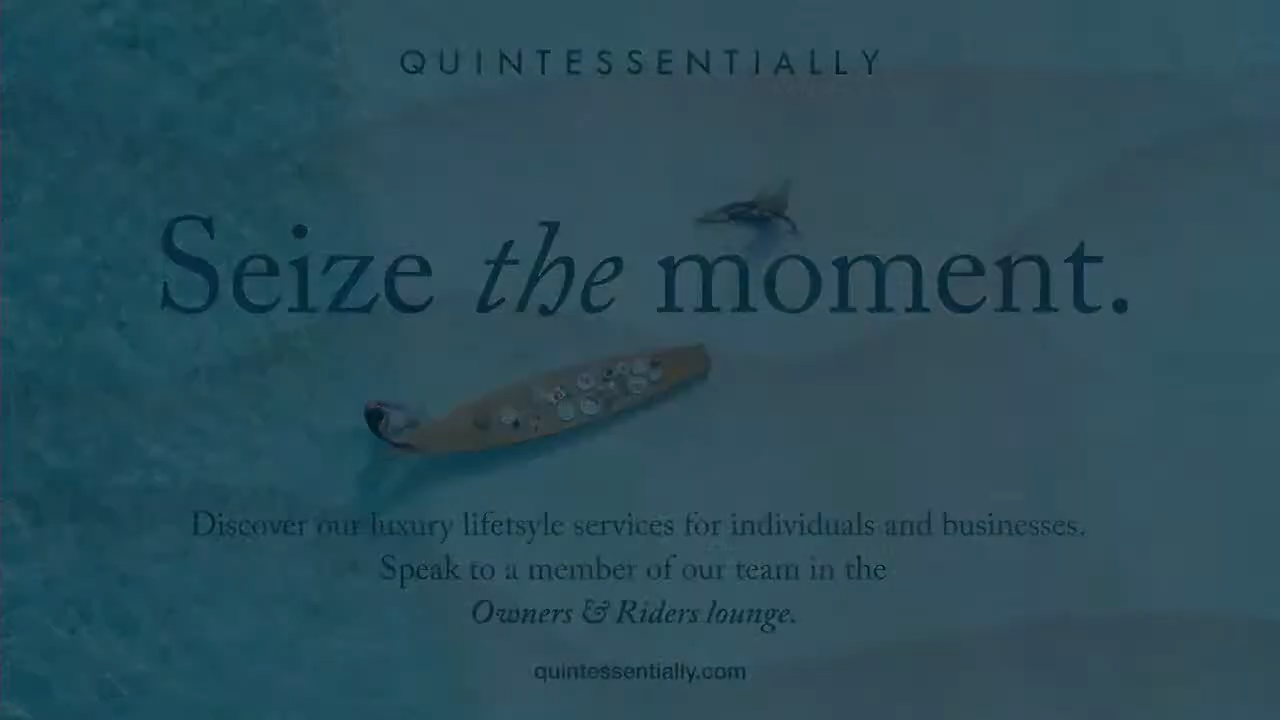 QUINTESSENTIALLY
Seize the moment.
Discover our luxury lifetsyle services for individuals and businesses.
Speak to a member of our team in the
Owners & Riders lounge.
quintessentially.com